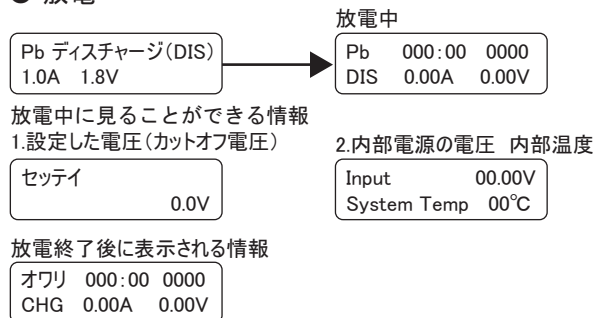 ● 放電
放電中
Pb ディスチャージ(DIS)
1.0A 1.8V
Pb 000:00 0000
DIS 0.00A 0.00V
放電中に見ることができる情報
1.設定した電圧(カットオフ電圧)
セッテイ
0.0V
2.内部電源の電圧 内部温度
Input 00.00V
System Temp 00℃
放電終了後に表示される情報
オワリ 000:00 0000
CHG 0.00A 0.00V